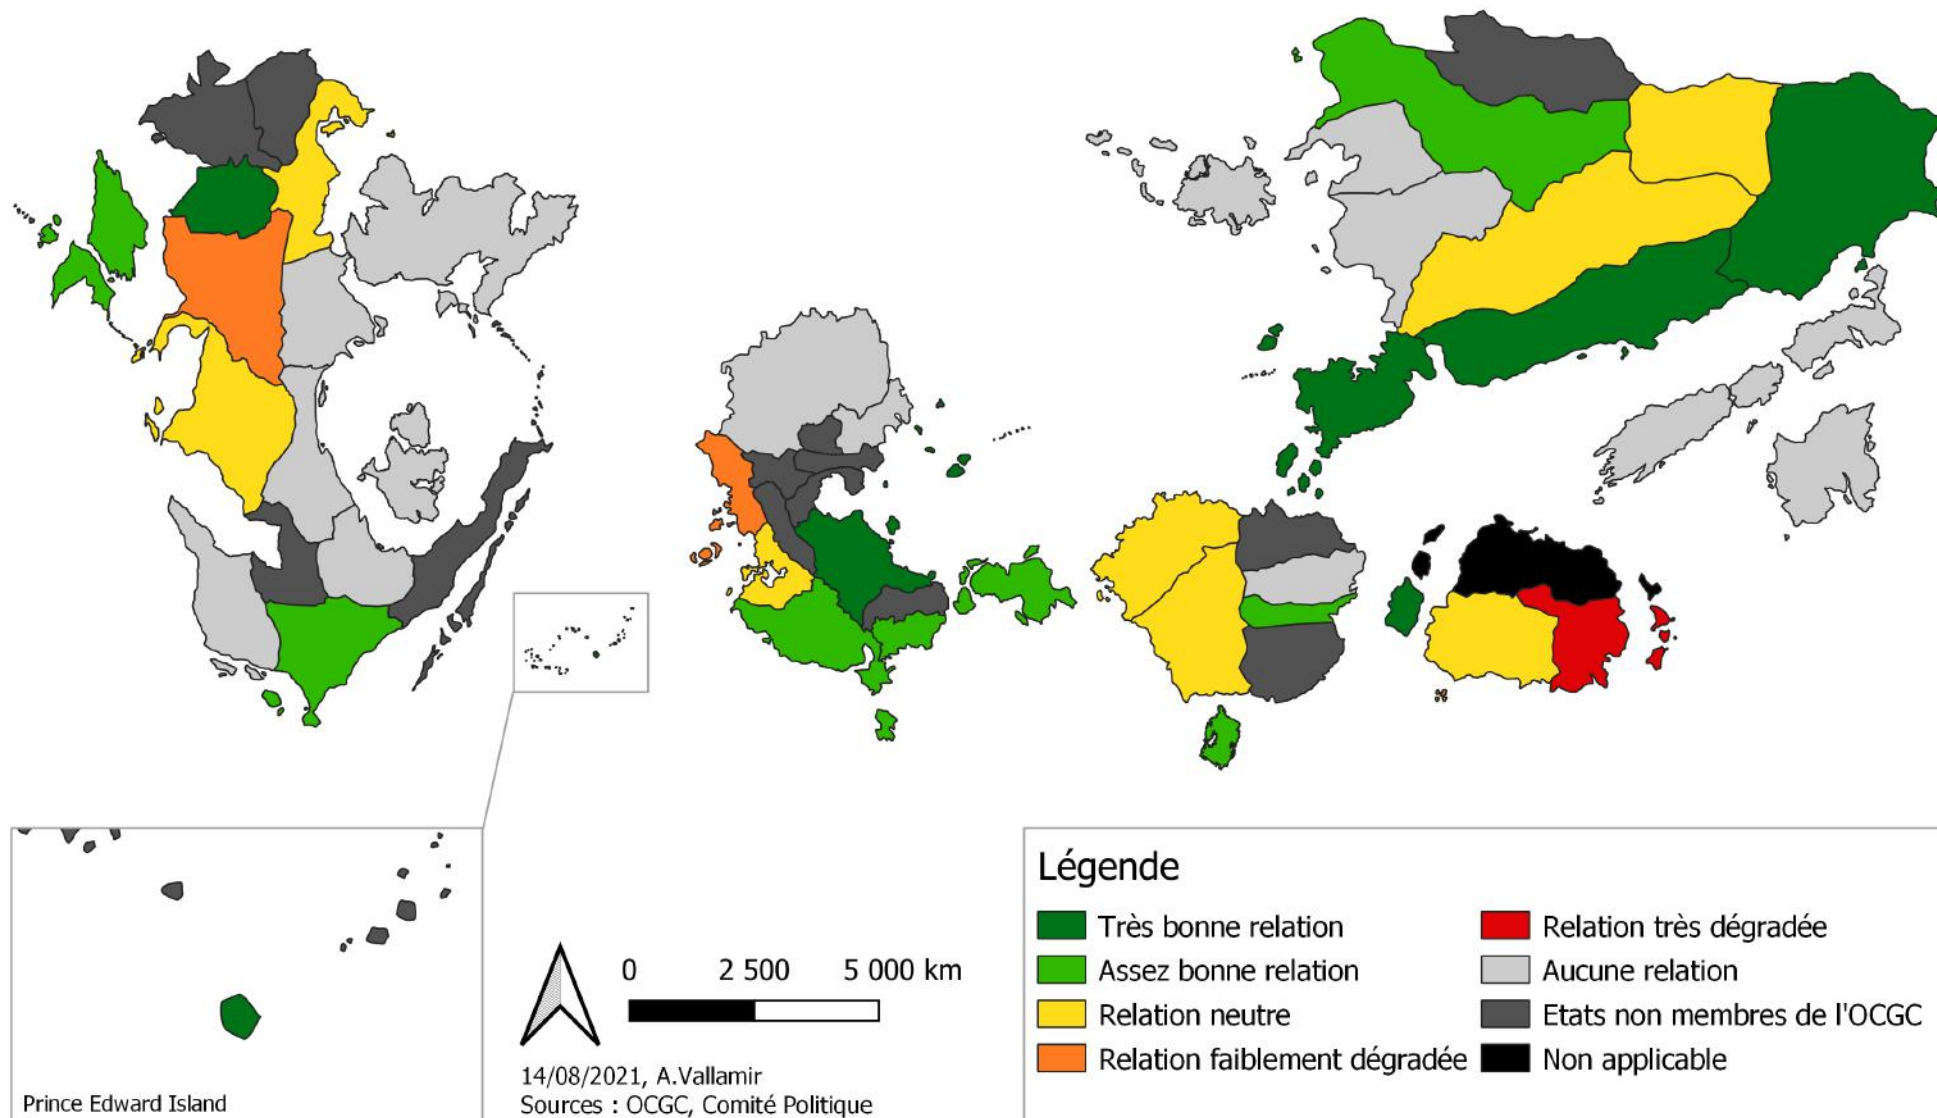 Légende
Très bonne relation
Assez bonne relation
Relation neutre
Relation faiblement dégradée
Relation très dégradée
Aucune relation
Etats non membres de l'OCGC
Non applicable
0 2 500 5 000 km
14/08/2021, A.Vallamir
Sources : OCGC, Comité Politique
Prince Edward Island